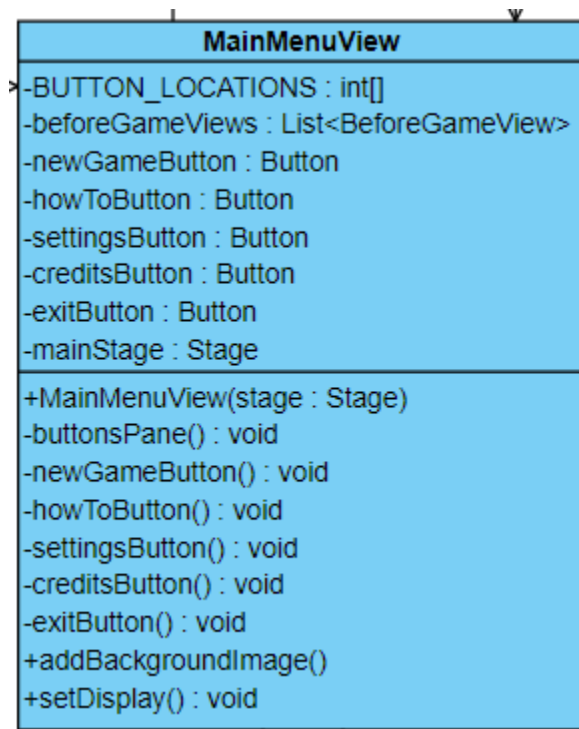 MainMenuView
-BUTTON_LOCATIONS : int[]
-beforeGameViews : List<BeforeGameView>
-newGameButton : Button
-howToButton : Button
-settingsButton : Button
-creditsButton : Button
-exitButton : Button
-mainStage : Stage
+MainMenuView(stage : Stage)
-buttonsPane() : void
-newGameButton() : void
-howToButton() : void
-settingsButton() : void
-creditsButton() : void
-exitButton() : void
+addBackgroundImage()
+setDisplay() : void